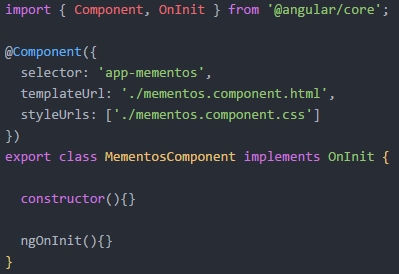 import { Component, OnInit } from '@angular/core';
@Component({
  selector: 'app-mementos',
  templateUrl: './mementos.component.html',
  styleUrls: ['./mementos.component.css']
})
export class MementosComponent implements OnInit {
  constructor(){}
  ngOnInit(){}
}